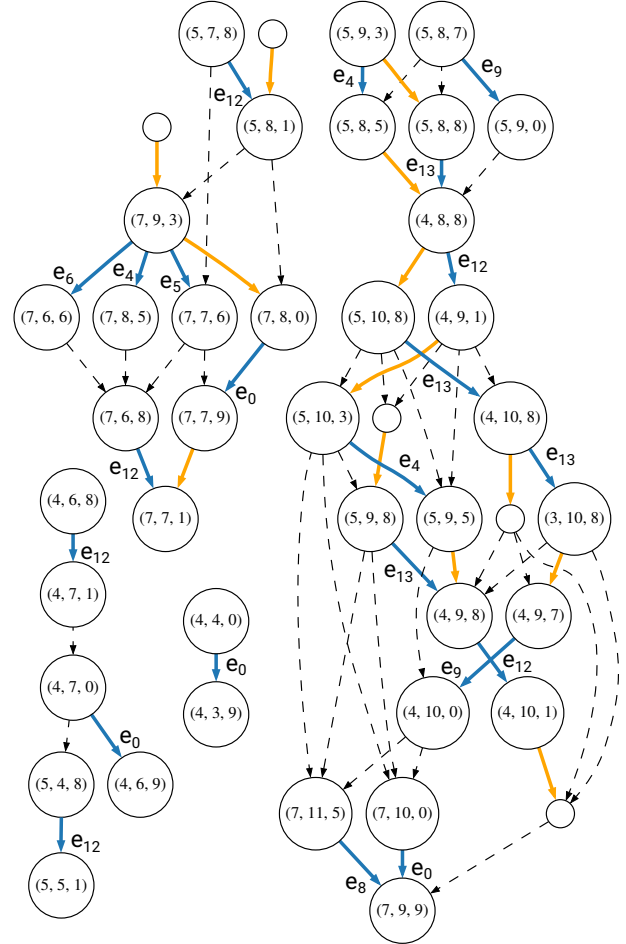 (5, 7, 8)
(5, 9, 3)
(5, 8, 7)
e4
e9
e12
(5, 8, 1)
(5, 8, 5)
(5, 8, 8)
(5, 9, 0)
e13
(7, 9, 3)
(4, 8, 8)
e12
e6
e4
e5
(7, 6, 6)
(7, 8, 5)
(7, 7, 6)
(7, 8, 0)
(5, 10, 8)
(4, 9, 1)
e13
e0
(7, 6, 8)
(7, 7, 9)
(5, 10, 3)
(4, 10, 8)
e12
e4
e13
(4, 6, 8)
(7, 7, 1)
(5, 9, 8)
(5, 9, 5)
(3, 10, 8)
e12
e13
(4, 7, 1)
(4, 4, 0)
(4, 9, 8)
(4, 9, 7)
e0
e9
e12
(4, 7, 0)
(4, 3, 9)
(4, 10, 0)
(4, 10, 1)
e0
(5, 4, 8)
(4, 6, 9)
(7, 11, 5)
(7, 10, 0)
e12
e8
e0
(5, 5, 1)
(7, 9, 9)